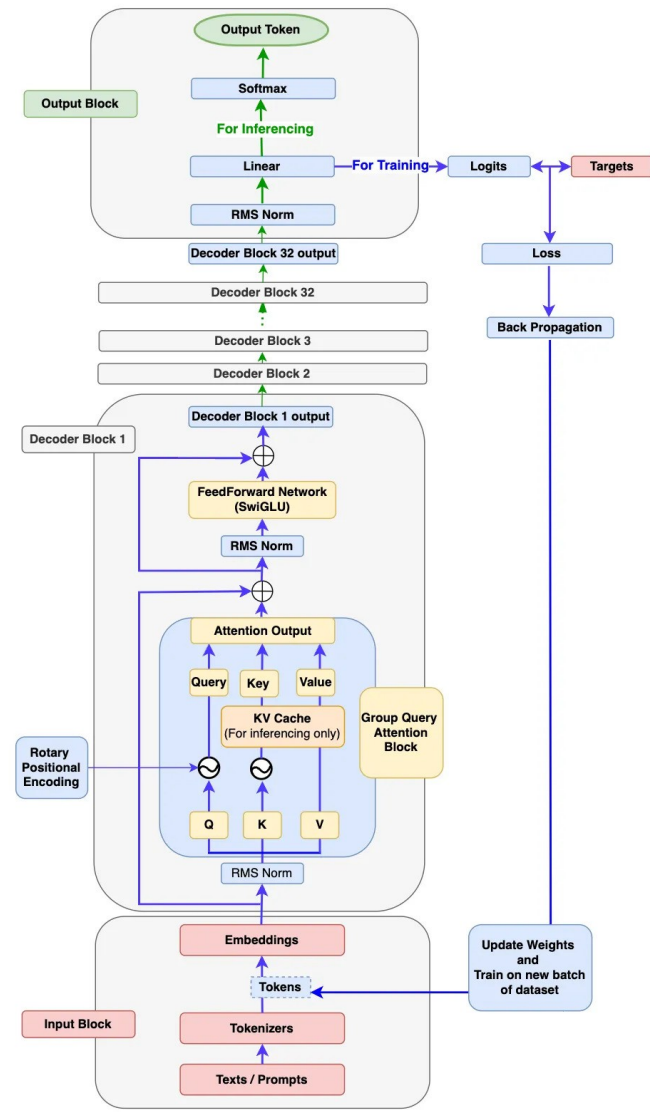 Output Token
Softmax
Output Block
For Inferencing
Linear
For Training
Logits
Targets
RMS Norm
Decoder Block 32 output
Loss
Decoder Block 32
Back Propagation
Decoder Block 3
Decoder Block 2
Decoder Block 1 output
Decoder Block 1
FeedForward Network
(SwiGLU)
RMS Norm
Attention Output
Query
Key
Value
KV Cache
(For inferencing only)
Group Query
Attention
Block
Rotary
Positional
Encoding
Q
K
V
RMS Norm
Embeddings
Update Weights
and
Train on new batch
of dataset
Tokens
Input Block
Tokenizers
Texts / Prompts